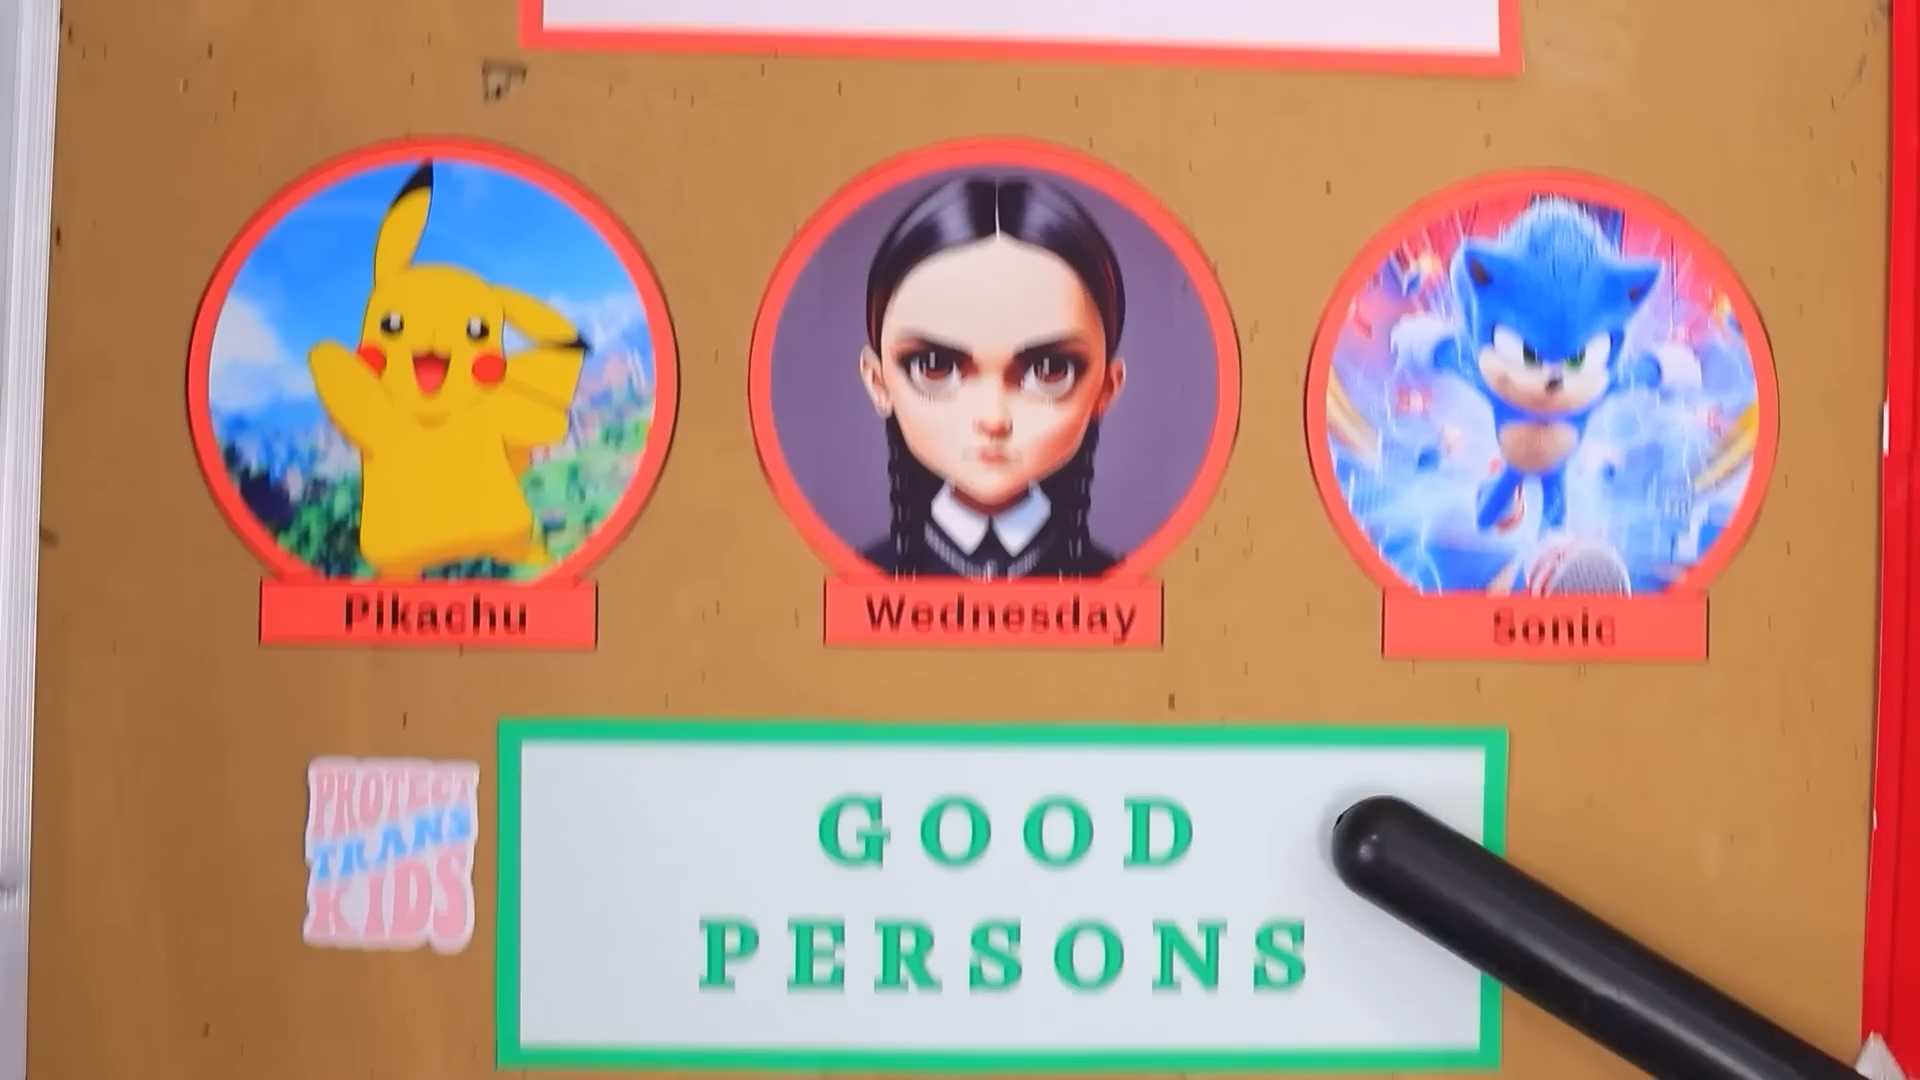 Pikachu
Wednesday
Sonic
PROTECT
TRANS
KIDS
GOOD
PERSONS